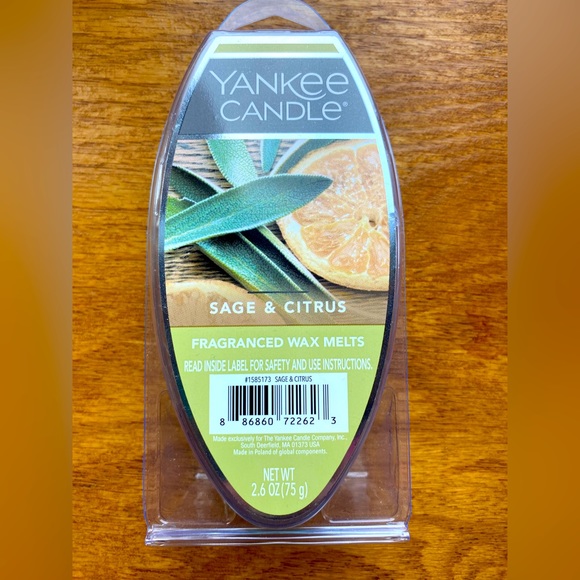 YANKEE
CANDLE®
SAGE & CITRUS
FRAGRANCED WAX MELTS
READ INSIDE LABEL FOR SAFETY AND USE INSTRUCTIONS.
#1585173 SAGE & CITRUS
8 86860 72262 3
Made exclusively for The Yankee Candle Company, Inc.,
South Deerfield, MA 01373 USA
Made in Poland of global components.
NET WT
2.6 OZ (75 g)